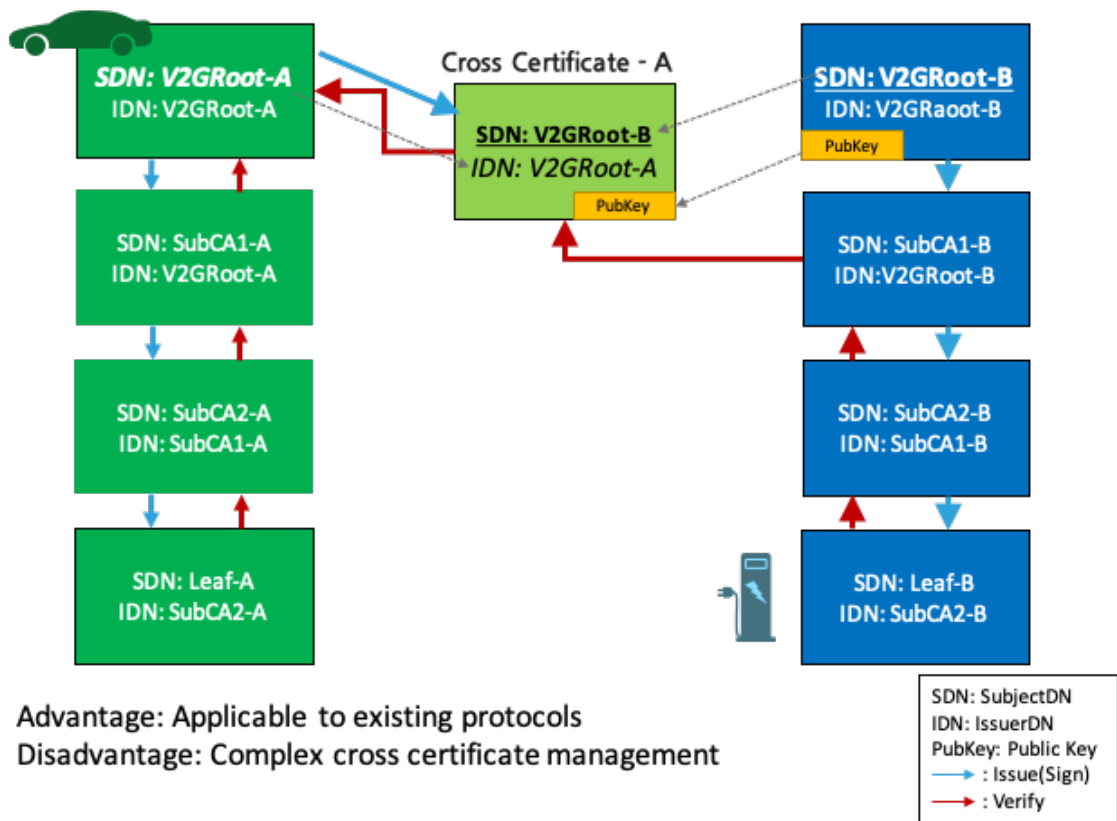 SDN: V2GRoot-A
IDN: V2GRoot-A
SDN: SubCA1-A
IDN: V2GRoot-A
SDN: SubCA2-A
IDN: SubCA1-A
SDN: Leaf-A
IDN: SubCA2-A
Cross Certificate - A
SDN: V2GRoot-B
IDN: V2GRoot-A
PubKey
SDN: V2GRoot-B
IDN: V2GRaoot-B
PubKey
SDN: SubCA1-B
IDN:V2GRoot-B
SDN: SubCA2-B
IDN: SubCA1-B
SDN: Leaf-B
IDN: SubCA2-B
Advantage: Applicable to existing protocols
Disadvantage: Complex cross certificate management
SDN: SubjectDN
IDN: IssuerDN
PubKey: Public Key
: Issue(Sign)
: Verify